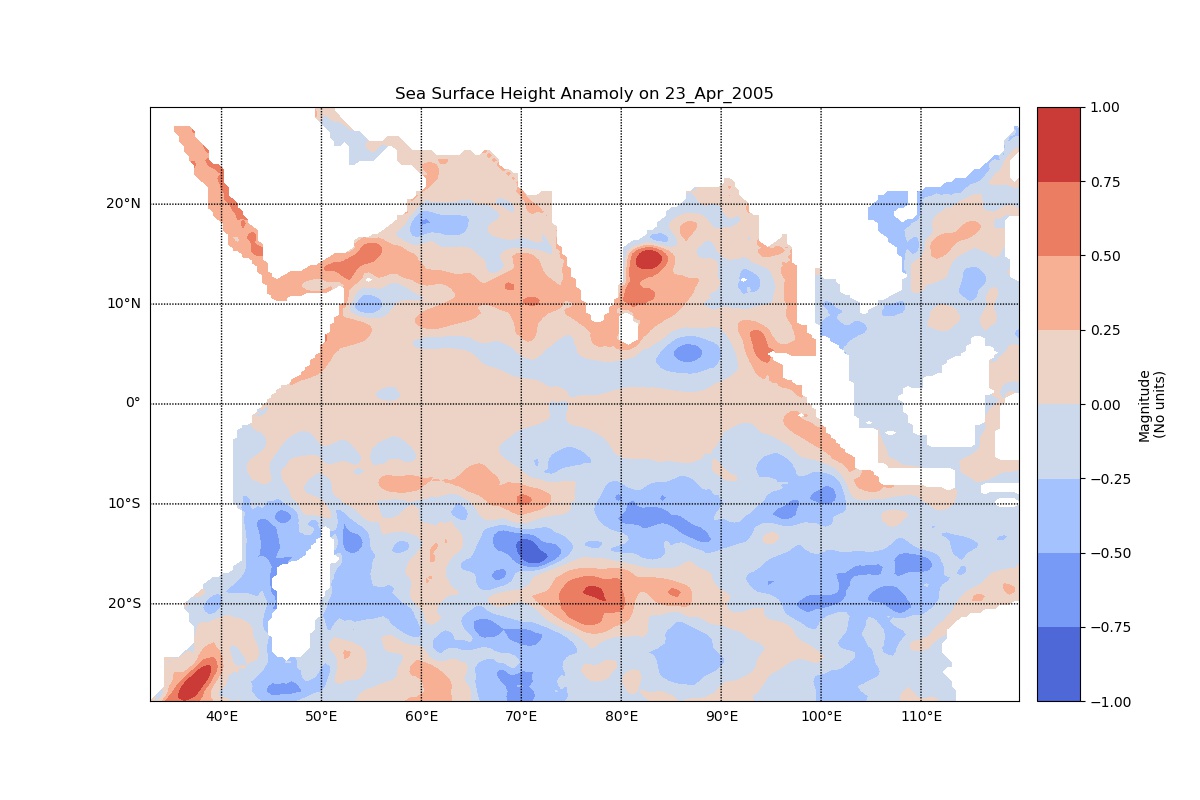 Sea Surface Height Anamoly on 23_Apr_2005
20°N
10°N
0°
10°S
20°S
40°E 50°E 60°E 70°E 80°E 90°E 100°E 110°E
1.00
0.75
0.50
0.25
0.00
−0.25
−0.50
−0.75
−1.00
Magnitude
(No units)